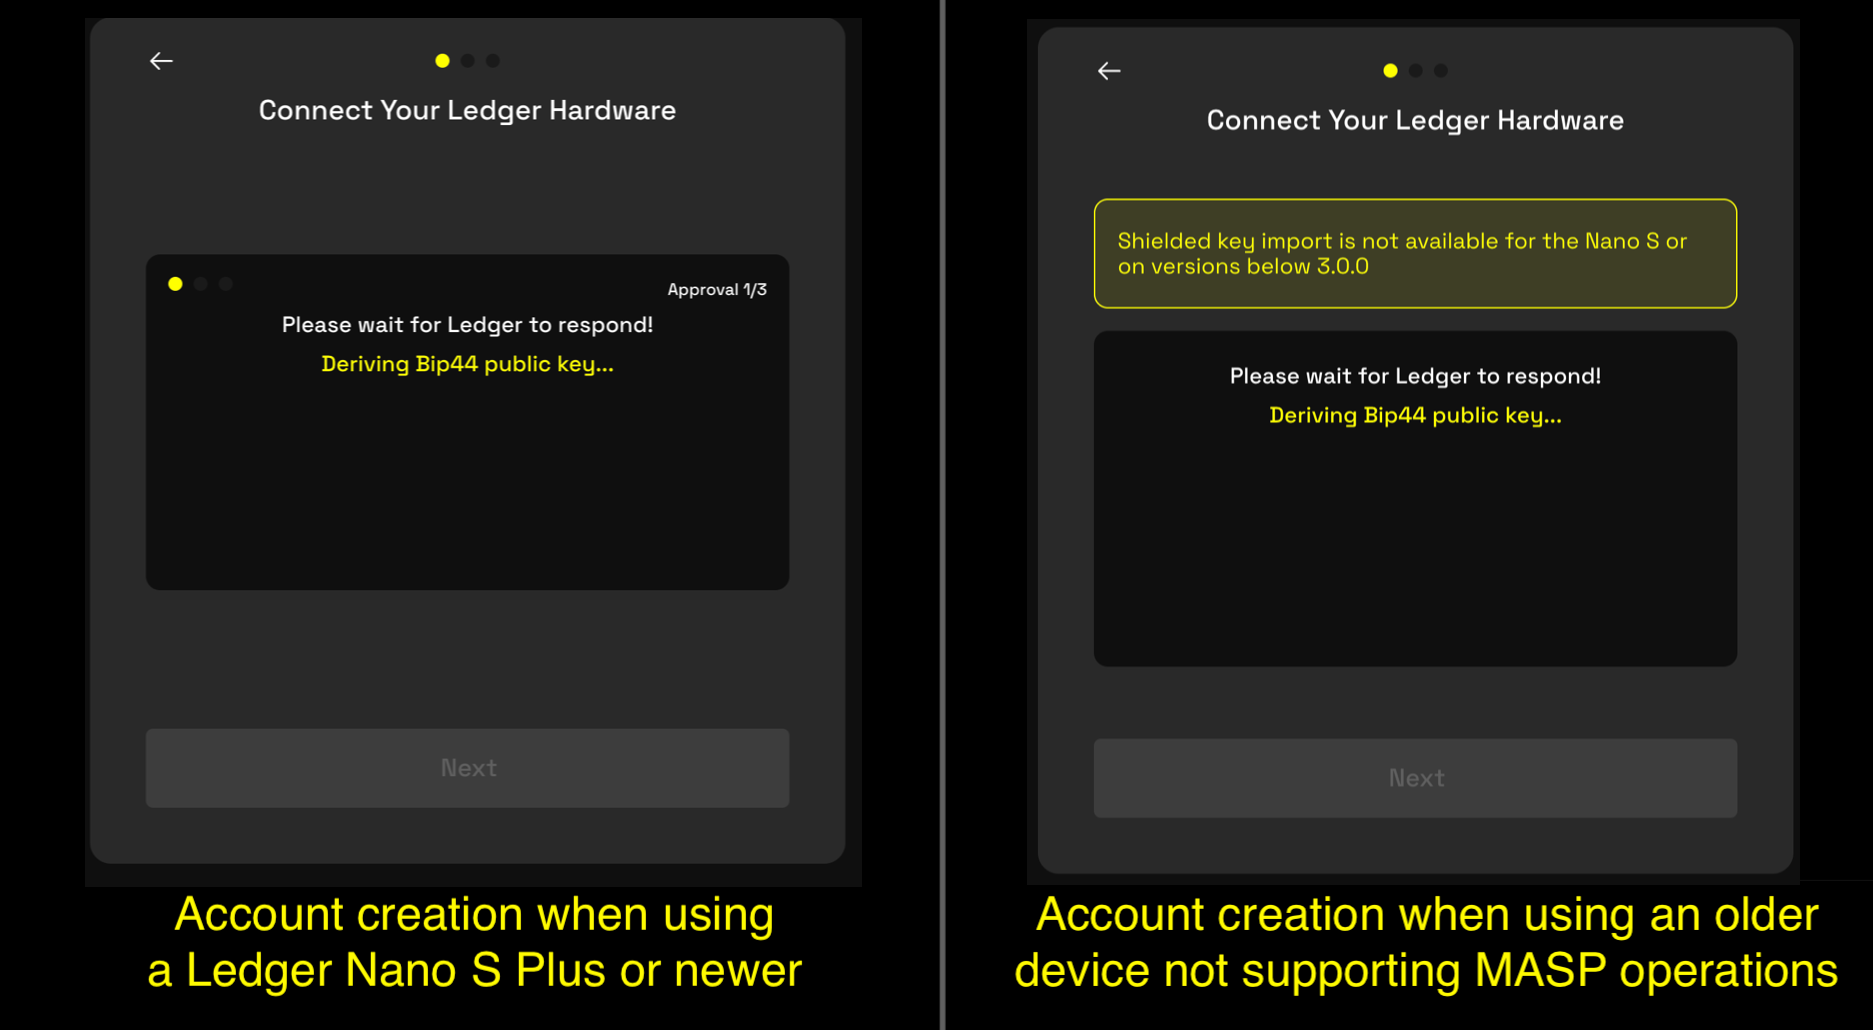 Connect Your Ledger Hardware
Approval 1/3
Please wait for Ledger to respond!
Deriving Bip44 public key...
Next
Account creation when using
a Ledger Nano S Plus or newer
Connect Your Ledger Hardware
Shielded key import is not available for the Nano S or
on versions below 3.0.0
Please wait for Ledger to respond!
Deriving Bip44 public key...
Next
Account creation when using an older
device not supporting MASP operations